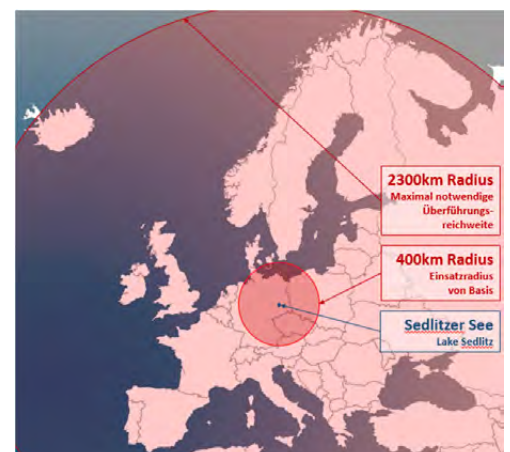 2300km Radius
Maximal notwendige
Überführungs-
reichweite
400km Radius
Einsatzradius
von Basis
Sedlitzer See
Lake Sedlitz